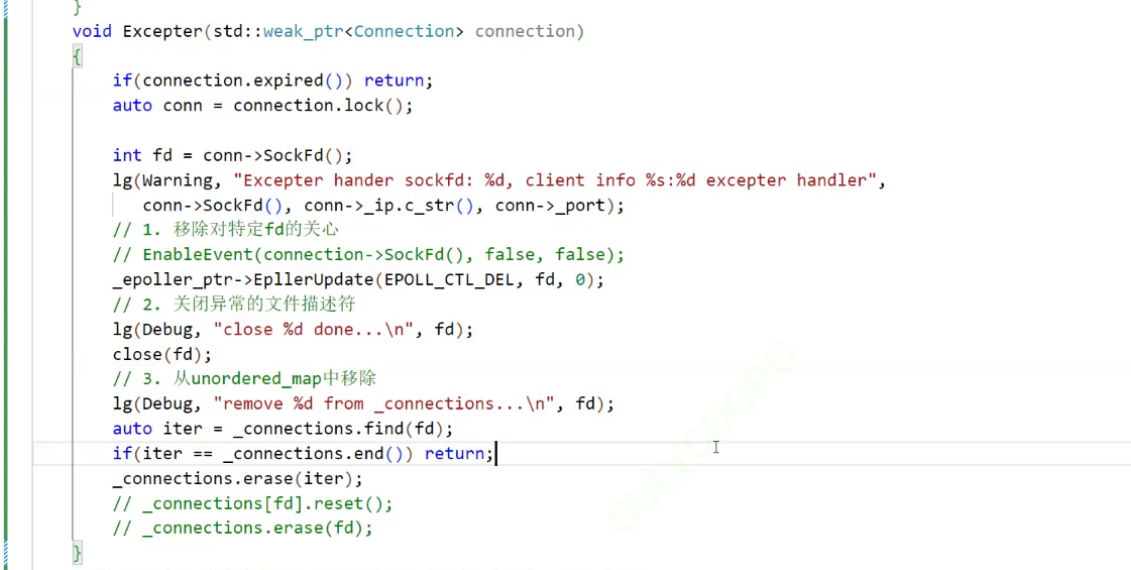 }
void Excepter(std::weak_ptr<Connection> connection)
{
if(connection.expired()) return;
auto conn = connection.lock();
int fd = conn->SockFd();
lg(Warning, "Excepter hander sockfd: %d, client info %s:%d excepter handler",
conn->SockFd(), conn->_ip.c_str(), conn->_port);
// 1. 移除对特定fd的关心
// EnableEvent(connection->SockFd(), false, false);
_epoller_ptr->EpllerUpdate(EPOLL_CTL_DEL, fd, 0);
// 2. 关闭异常的文件描述符
lg(Debug, "close %d done...\n", fd);
close(fd);
// 3. 从unordered_map中移除
lg(Debug, "remove %d from _connections...\n", fd);
auto iter = _connections.find(fd);
if(iter == _connections.end()) return;
_connections.erase(iter);
// _connections[fd].reset();
// _connections.erase(fd);
}